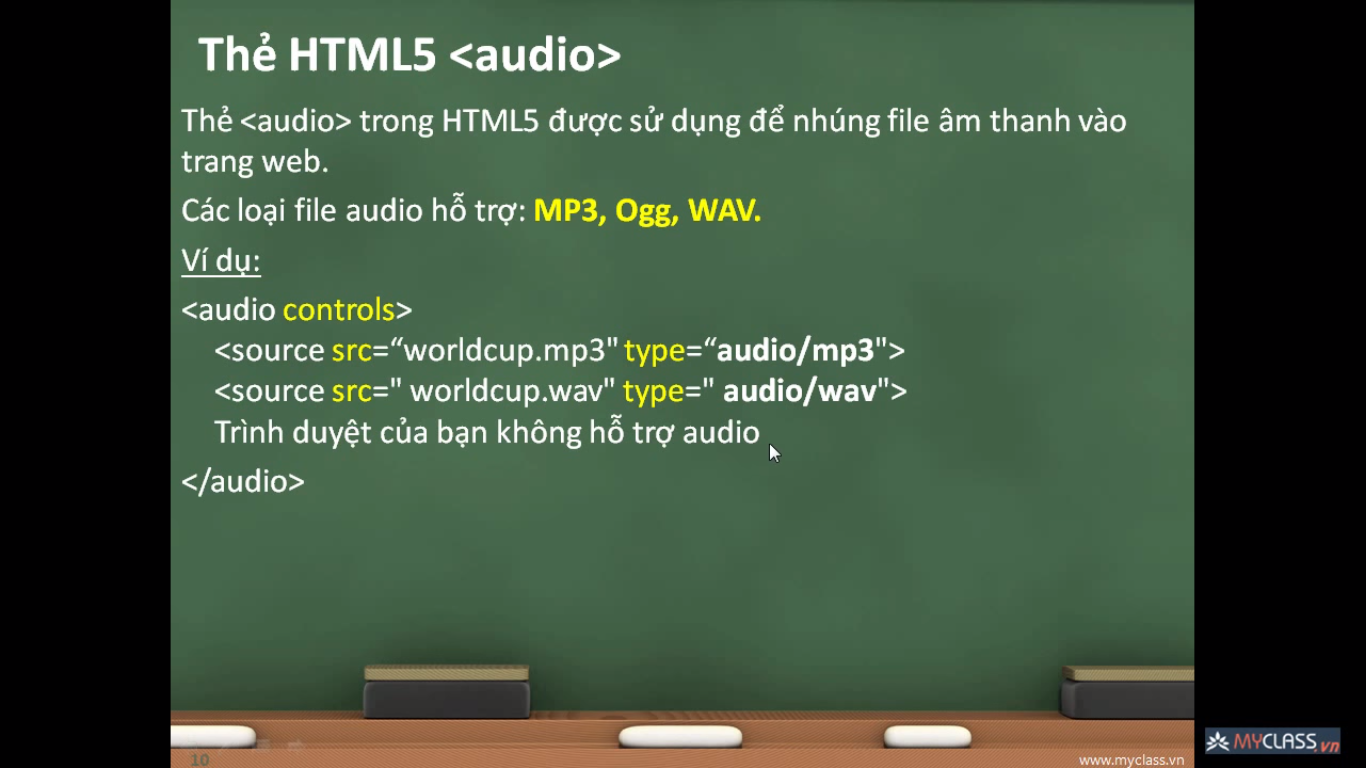 Thẻ HTML5 <audio>
Thẻ <audio> trong HTML5 được sử dụng để nhúng file âm thanh vào
trang web.
Các loại file audio hỗ trợ: MP3, Ogg, WAV.
Ví dụ:
<audio controls>
<source src=“worldcup.mp3" type=“audio/mp3">
<source src=" worldcup.wav" type=" audio/wav">
Trình duyệt của bạn không hỗ trợ audio
</audio>
10
www.myclass.vn
MYCLASS.vn